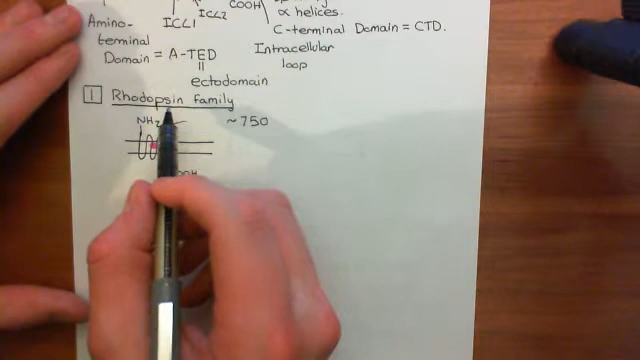 ICL1
ICL2
COOH
α helices.
C-terminal Domain = CTD.
Amino-
terminal
Domain = A-TED
=
ectodomain
Intracellular
loop
1 Rhodopsin family
NH2
~750
OOH